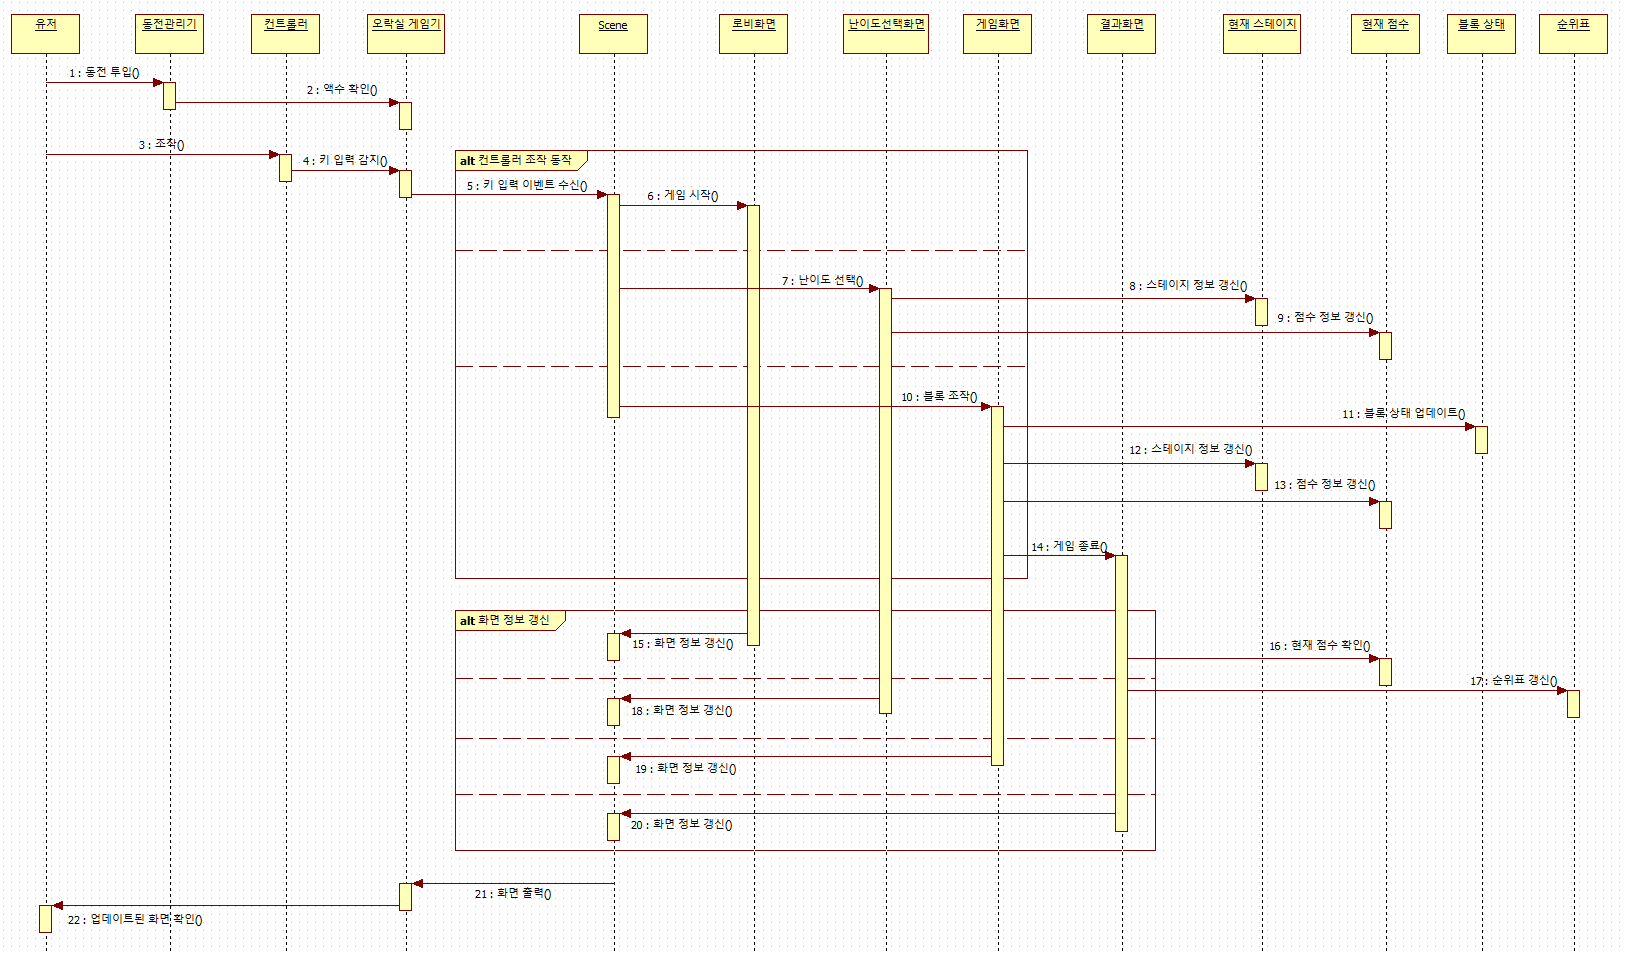 유저
동전관리기
컨트롤러
오락실 게임기
Scene
로비화면
난이도선택화면
게임화면
결과화면
현재 스테이지
현재 점수
블록 상태
순위표
1 : 동전 투입()
2 : 액수 확인()
3 : 조작()
4 : 키 입력 감지()
alt 컨트롤러 조작 동작
5 : 키 입력 이벤트 수신()
6 : 게임 시작()
7 : 난이도 선택()
8 : 스테이지 정보 갱신()
9 : 점수 정보 갱신()
10 : 블록 조작()
11 : 블록 상태 업데이트()
12 : 스테이지 정보 갱신()
13 : 점수 정보 갱신()
14 : 게임 종료()
alt 화면 정보 갱신
15 : 화면 정보 갱신()
16 : 현재 점수 확인()
17 : 순위표 갱신()
18 : 화면 정보 갱신()
19 : 화면 정보 갱신()
20 : 화면 정보 갱신()
21 : 화면 출력()
22 : 업데이트된 화면 확인()